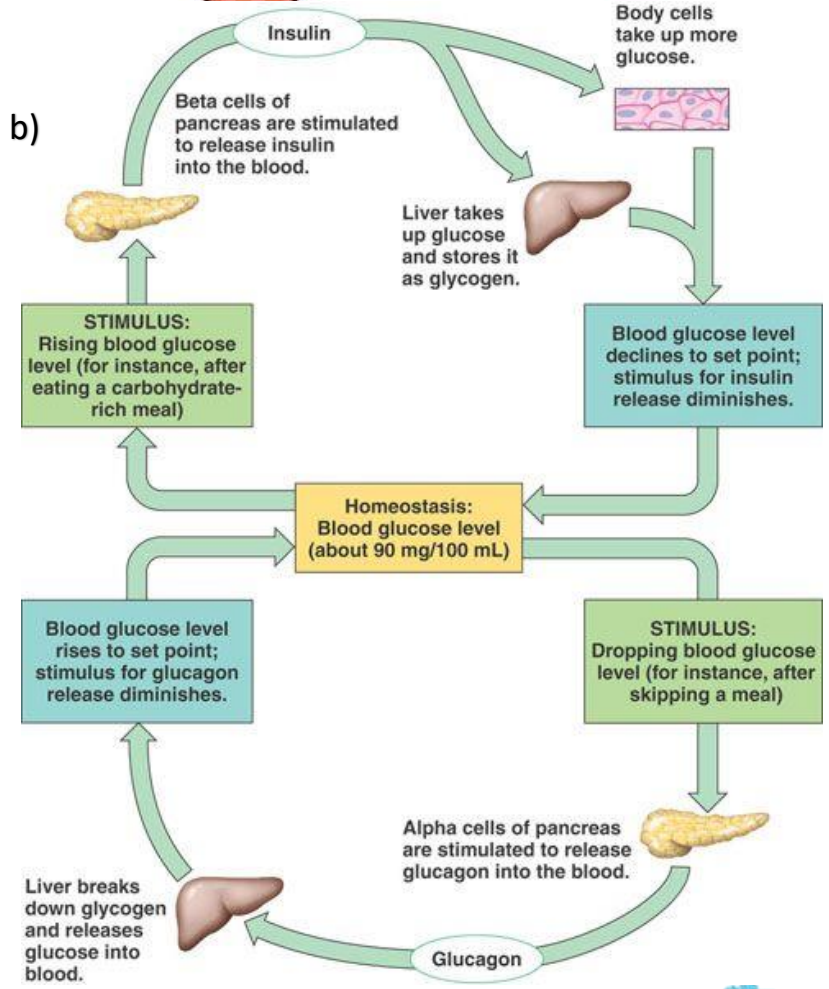 b)
Insulin
Body cells
take up more
glucose.
Beta cells of
pancreas are stimulated
to release insulin
into the blood.
Liver takes
up glucose
and stores it
as glycogen.
STIMULUS:
Rising blood glucose
level (for instance, after
eating a carbohydrate-
rich meal)
Blood glucose level
declines to set point;
stimulus for insulin
release diminishes.
Homeostasis:
Blood glucose level
(about 90 mg/100 mL)
Blood glucose level
rises to set point;
stimulus for glucagon
release diminishes.
STIMULUS:
Dropping blood glucose
level (for instance, after
skipping a meal)
Alpha cells of pancreas
are stimulated to release
glucagon into the blood.
Liver breaks
down glycogen
and releases
glucose into
blood.
Glucagon